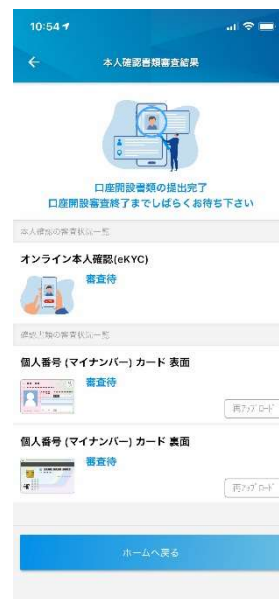 10:54
本人確認書類審査結果
口座開設書類の提出完了
口座開設審査終了までしばらくお待ち下さい
本人確認の審査状況一覧
オンライン本人確認(eKYC)
審査待
確認書類の審査状況一覧
個人番号 (マイナンバー) カード 表面
審査待
再アップロード
個人番号 (マイナンバー) カード 裏面
審査待
再アップロード
ホームへ戻る